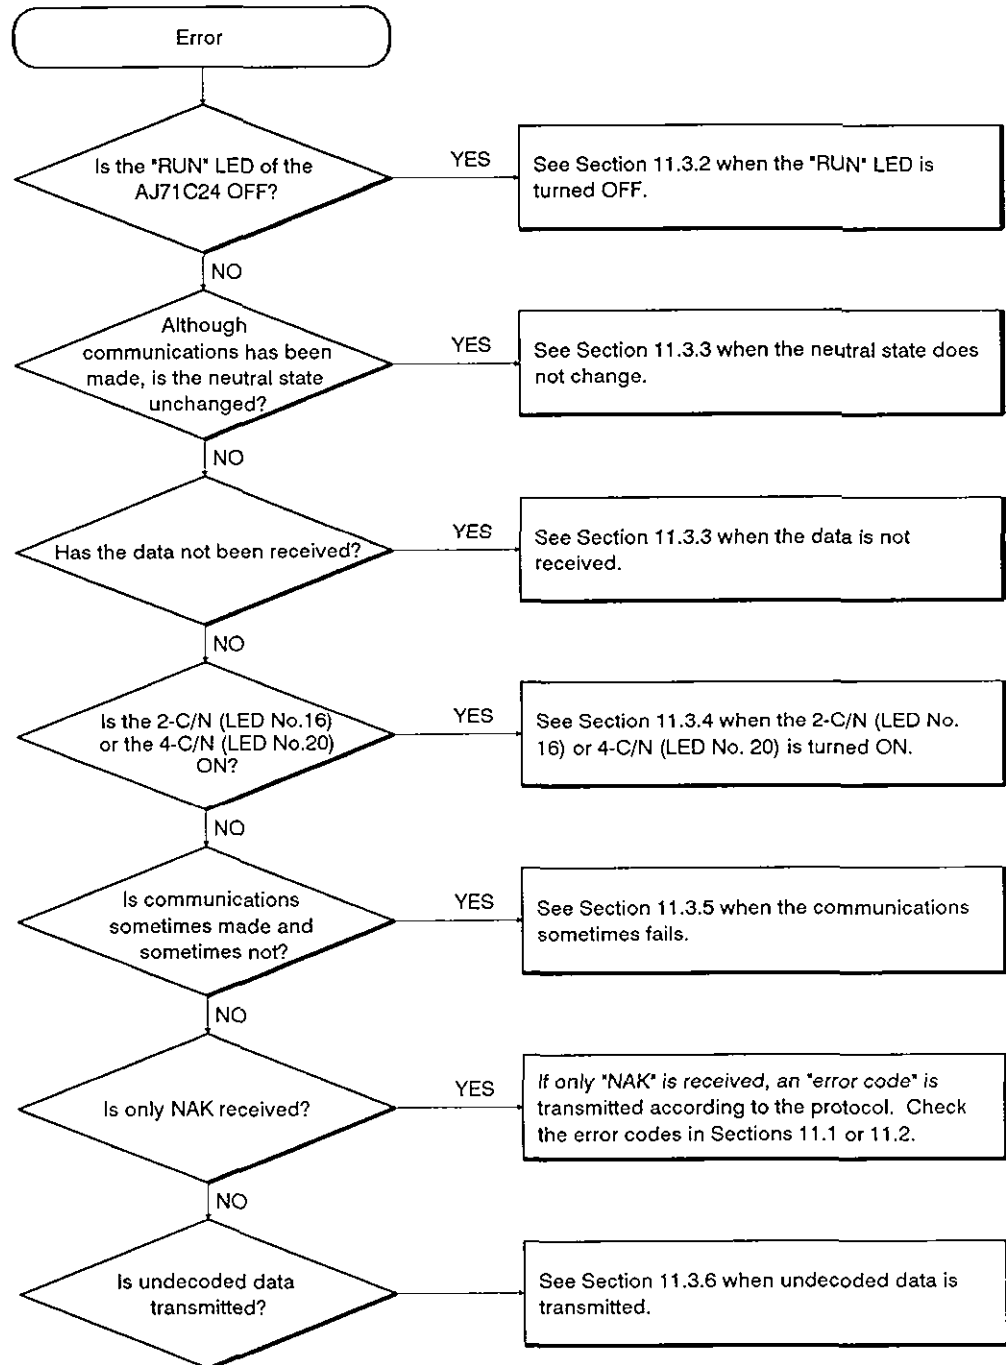 Error
Is the "RUN" LED of the
AJ71C24 OFF?
YES
See Section 11.3.2 when the "RUN" LED is
turned OFF.
NO
Although
communications has been
made, is the neutral state
unchanged?
YES
See Section 11.3.3 when the neutral state does
not change.
NO
Has the data not been received?
YES
See Section 11.3.3 when the data is not
received.
NO
Is the 2-C/N (LED No.16)
or the 4-C/N (LED No.20)
ON?
YES
See Section 11.3.4 when the 2-C/N (LED No.
16) or 4-C/N (LED No. 20) is turned ON.
NO
Is communications
sometimes made and
sometimes not?
YES
See Section 11.3.5 when the communications
sometimes fails.
NO
Is only NAK received?
YES
If only "NAK" is received, an "error code" is
transmitted according to the protocol. Check
the error codes in Sections 11.1 or 11.2.
NO
Is undecoded data
transmitted?
See Section 11.3.6 when undecoded data is
transmitted.